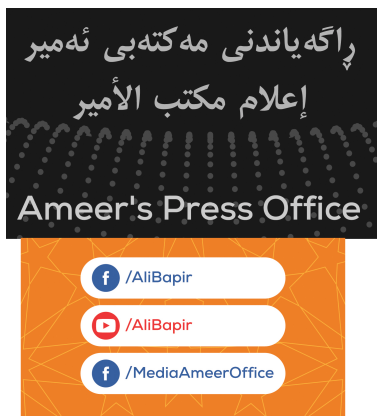 ڕاگەیاندنی مەکتەبی ئەمیر
إعلام مكتب الأمير
Ameer's Press Office
/AliBapir
/AliBapir
/MediaAmeerOffice